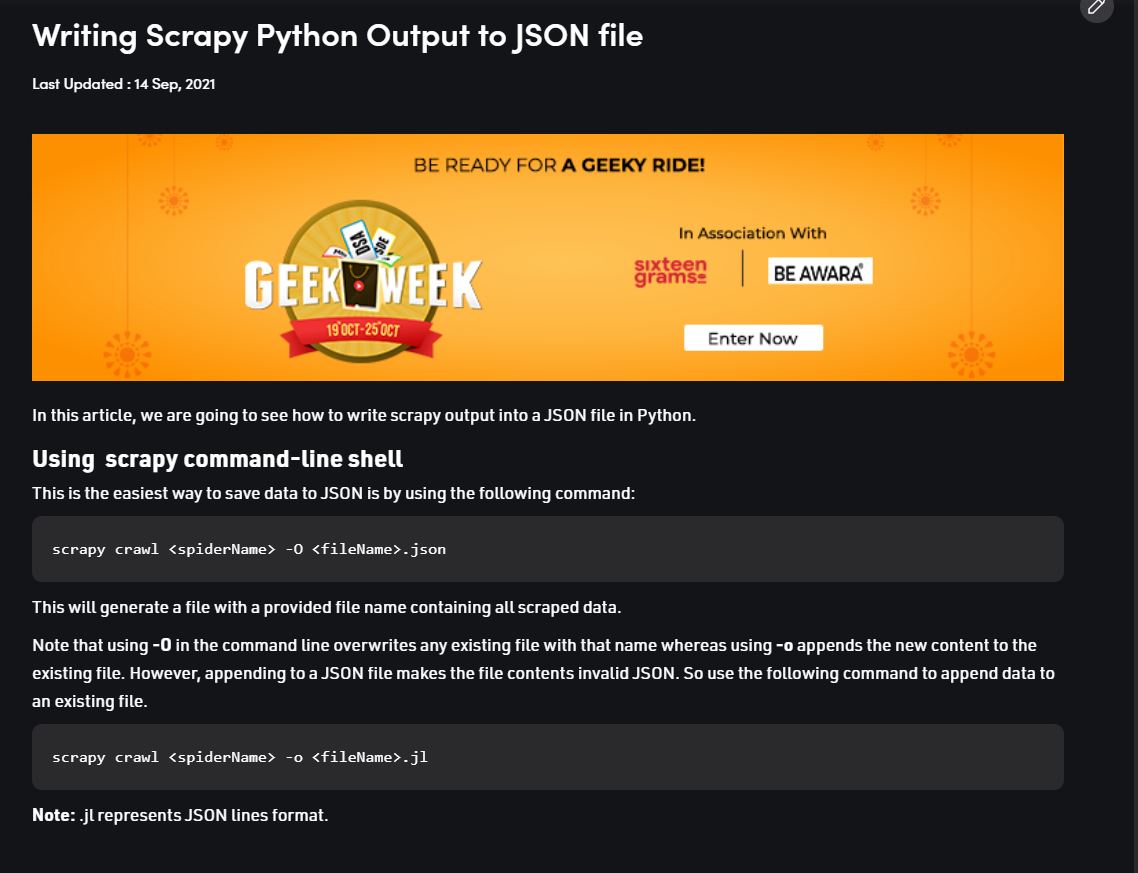 Writing Scrapy Python Output to JSON file
Last Updated : 14 Sep, 2021
BE READY FOR A GEEKY RIDE!
DSA
SDE
GEEK WEEK
19 OCT-25 OCT
In Association With
sixteen
grams
BE AWARA
Enter Now
In this article, we are going to see how to write scrapy output into a JSON file in Python.
Using scrapy command-line shell
This is the easiest way to save data to JSON is by using the following command:
scrapy crawl <spiderName> -O <fileName>.json
This will generate a file with a provided file name containing all scraped data.
Note that using -O in the command line overwrites any existing file with that name whereas using -o appends the new content to the
existing file. However, appending to a JSON file makes the file contents invalid JSON. So use the following command to append data to
an existing file.
scrapy crawl <spiderName> -o <fileName>.jl
Note: .jl represents JSON lines format.